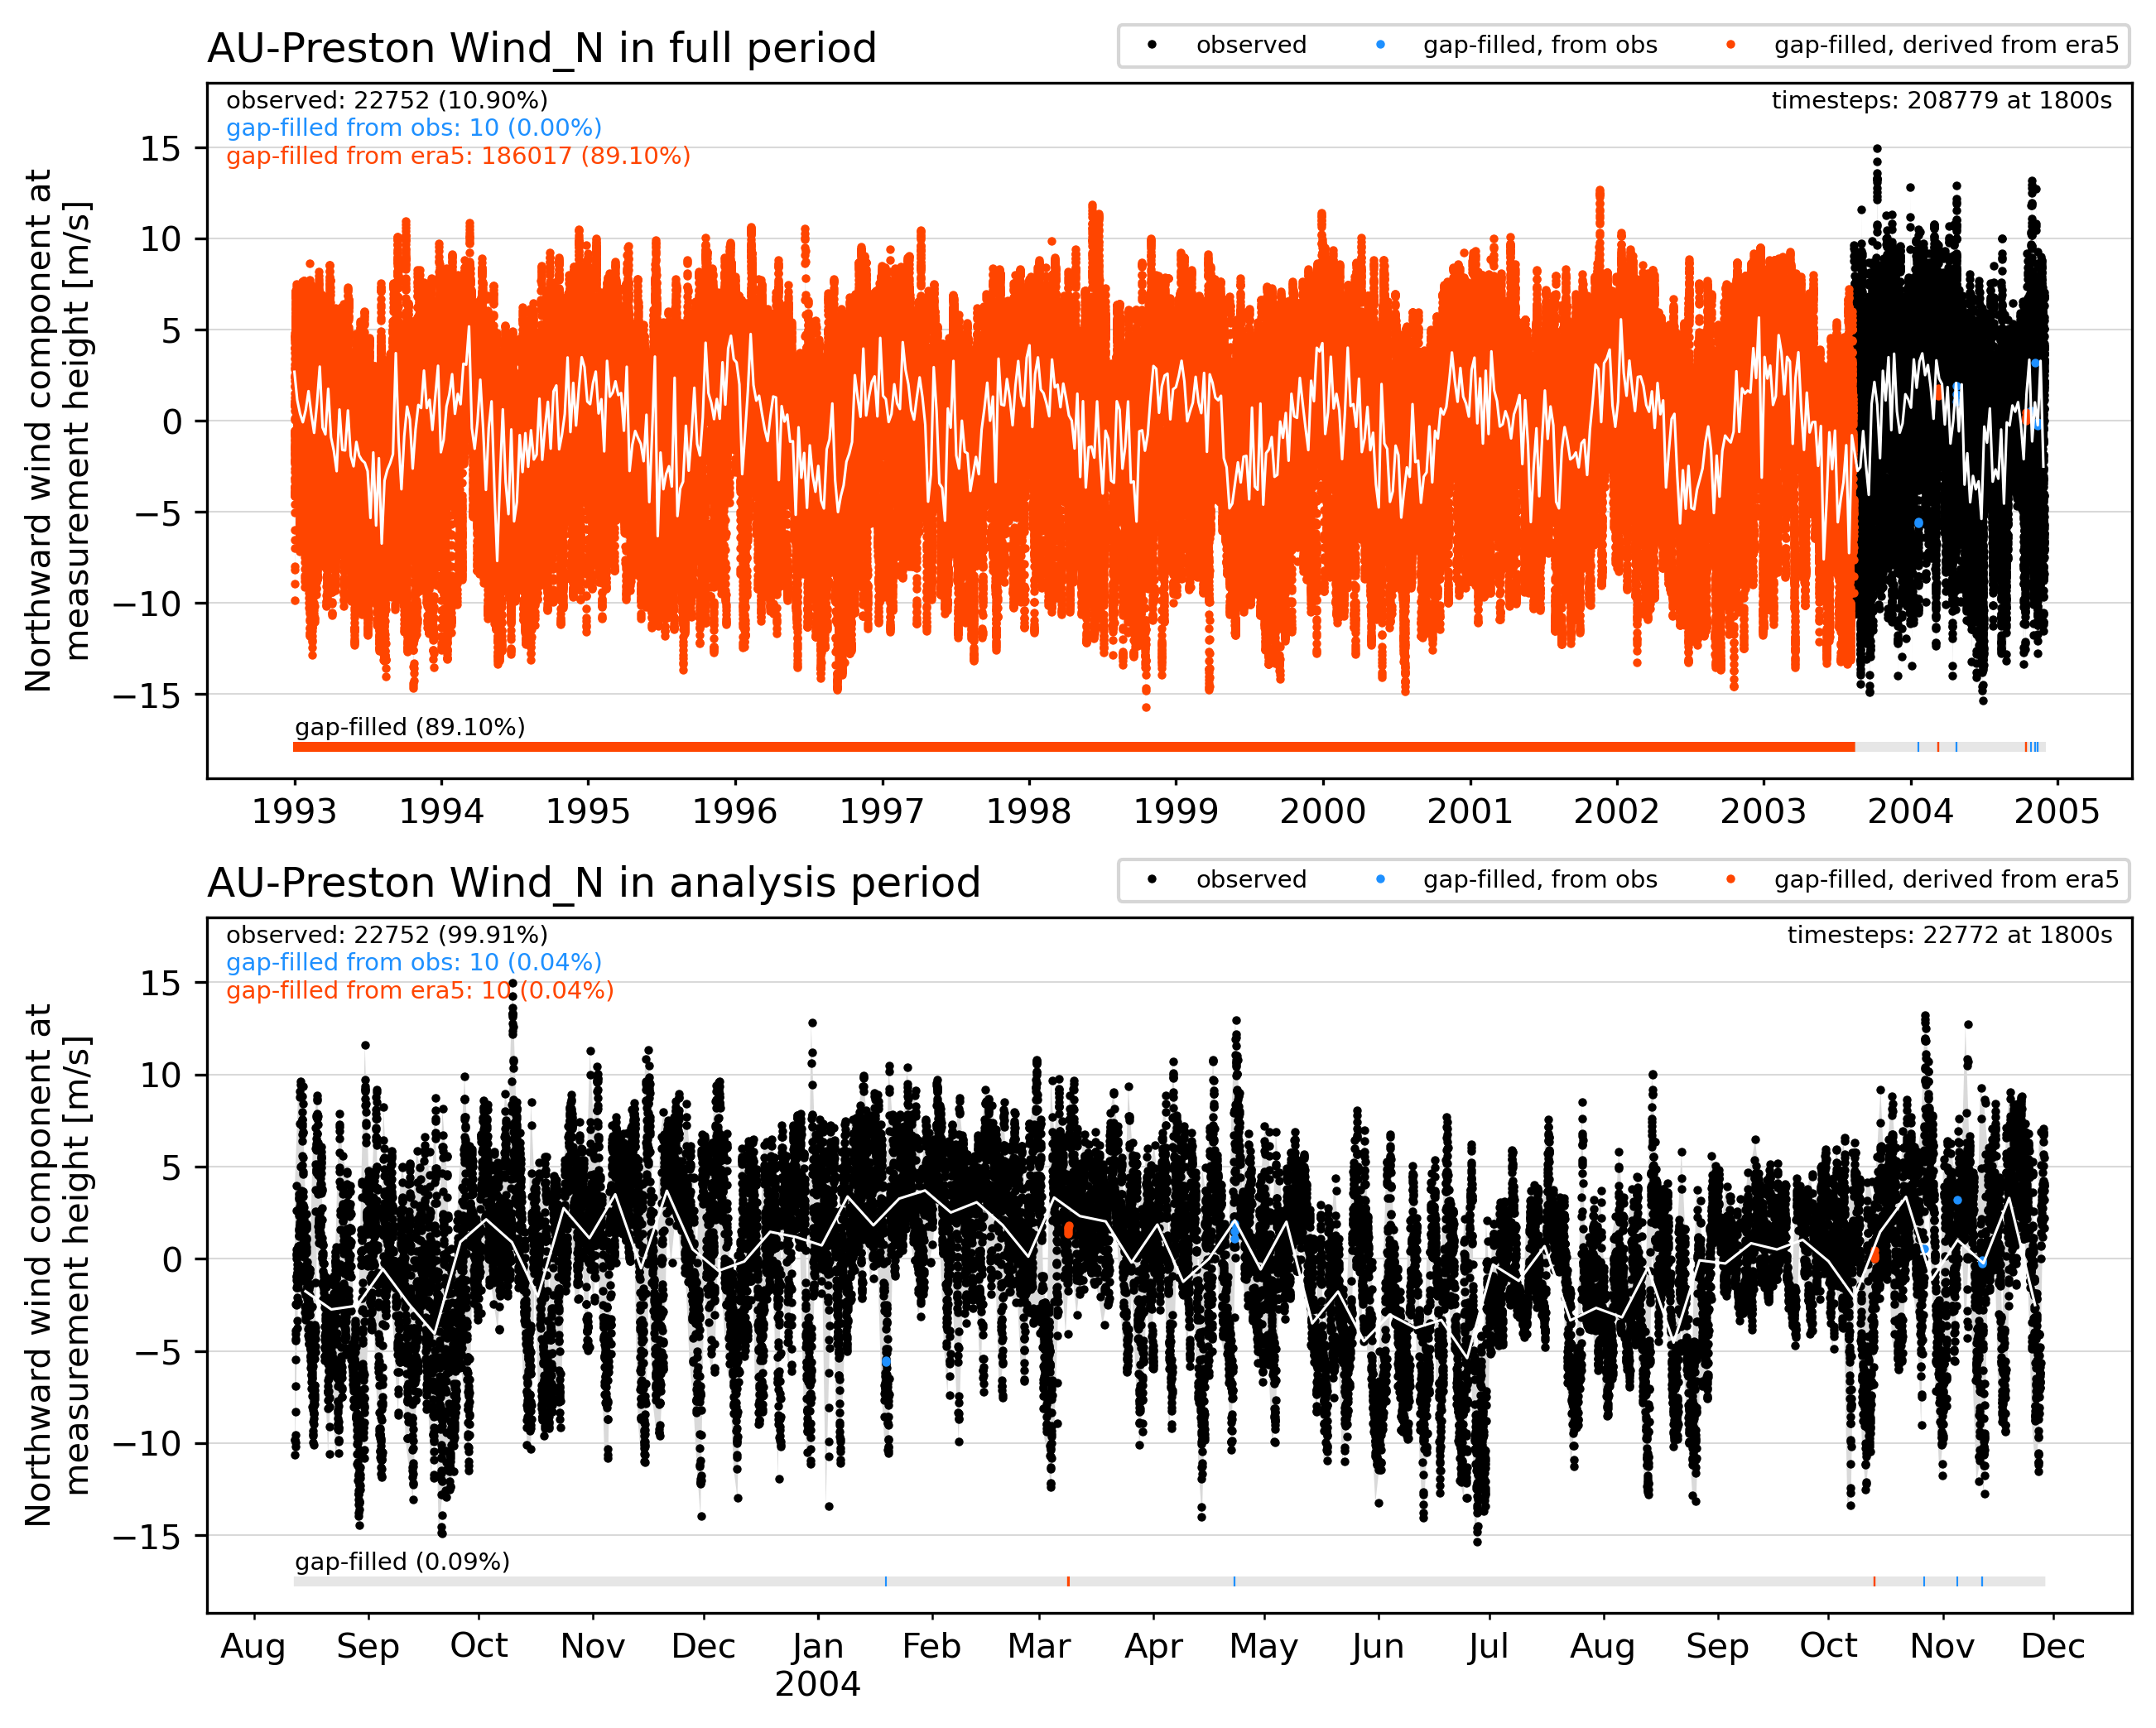 AU-Preston Wind_N in full period
observed
gap-filled, from obs
gap-filled, derived from era5
observed: 22752 (10.90%)
gap-filled from obs: 10 (0.00%)
gap-filled from era5: 186017 (89.10%)
timesteps: 208779 at 1800s
Northward wind component at
measurement height [m/s]
15
10
5
0
−5
−10
−15
gap-filled (89.10%)
1993 1994 1995 1996 1997 1998 1999 2000 2001 2002 2003 2004 2005
AU-Preston Wind_N in analysis period
observed
gap-filled, from obs
gap-filled, derived from era5
observed: 22752 (99.91%)
gap-filled from obs: 10 (0.04%)
gap-filled from era5: 10 (0.04%)
timesteps: 22772 at 1800s
Northward wind component at
measurement height [m/s]
15
10
5
0
−5
−10
−15
gap-filled (0.09%)
Aug Sep Oct Nov Dec Jan Feb Mar Apr May Jun Jul Aug Sep Oct Nov Dec
2004